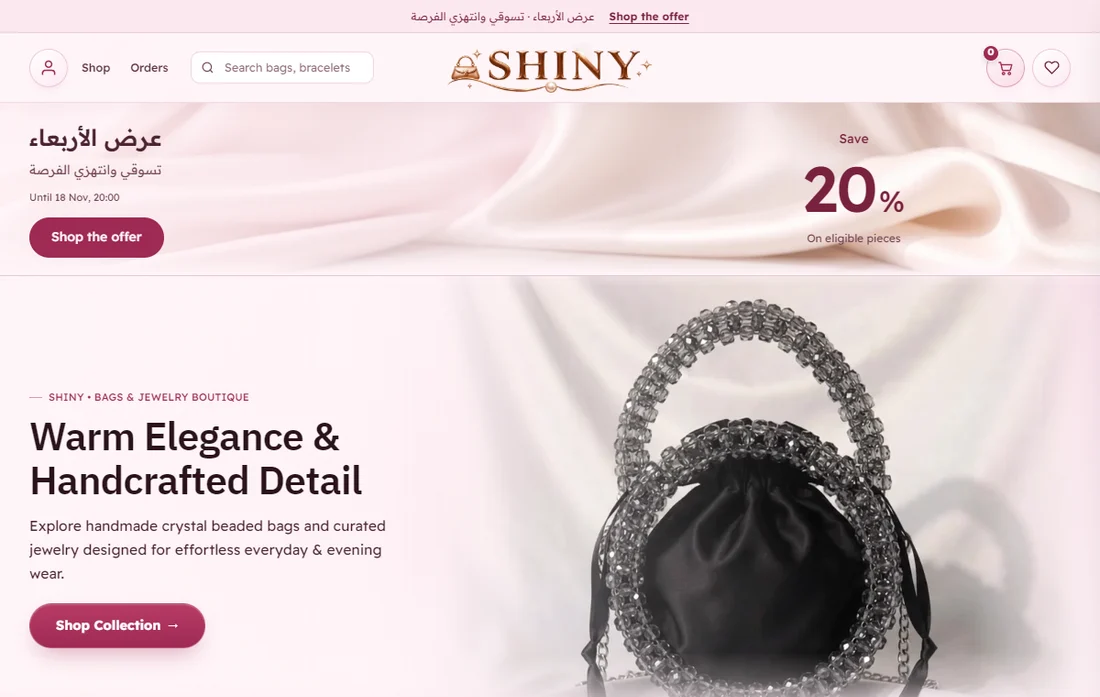 عرض الأربعاء · تسوقي وانتهزي الفرصة Shop the offer
Shop Orders Search bags, bracelets SHINY 0
عرض الأربعاء
تسوقي وانتهزي الفرصة
Until 18 Nov, 20:00
Shop the offer
Save
20%
On eligible pieces
SHINY • BAGS & JEWELRY BOUTIQUE
Warm Elegance &
Handcrafted Detail
Explore handmade crystal beaded bags and curated
jewelry designed for effortless everyday & evening
wear.
Shop Collection →